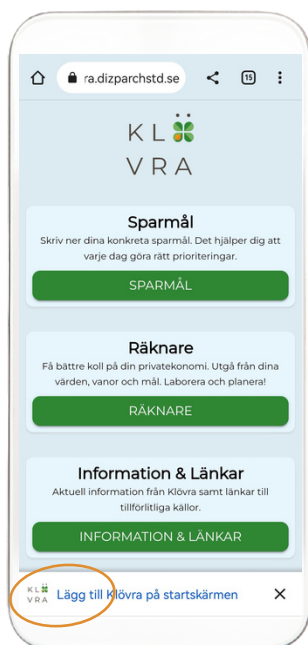 ra.dizparchstd.se
15
KLÖ
VRA
Sparmål
Skriv ner dina konkreta sparmål. Det hjälper dig att
varje dag göra rätt prioriteringar.
SPARMÅL
Räknare
Få bättre koll på din privatekonomi. Utgå från dina
värden, vanor och mål. Laborera och planera!
RÄKNARE
Information & Länkar
Aktuell information från Klövra samt länkar till
tillförlitliga källor.
INFORMATION & LÄNKAR
KLÖ
VRA
Lägg till Klövra på startskärmen